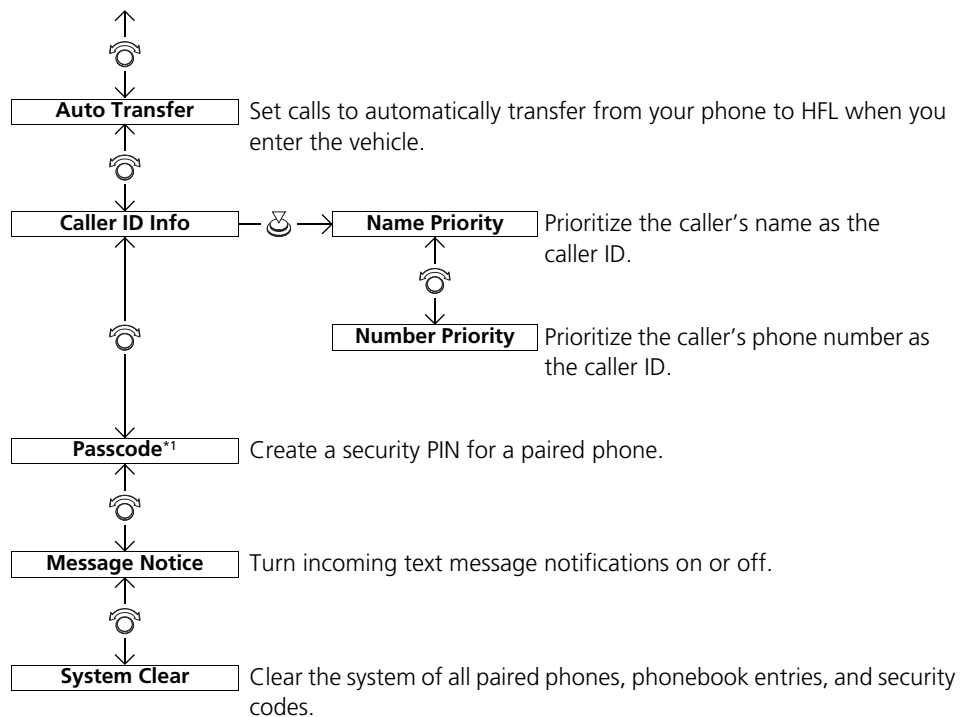 Auto Transfer Set calls to automatically transfer from your phone to HFL when you
enter the vehicle.
Caller ID Info Name Priority Prioritize the caller’s name as the
caller ID.
Number Priority Prioritize the caller’s phone number as
the caller ID.
Passcode*1 Create a security PIN for a paired phone.
Message Notice Turn incoming text message notifications on or off.
System Clear Clear the system of all paired phones, phonebook entries, and security
codes.